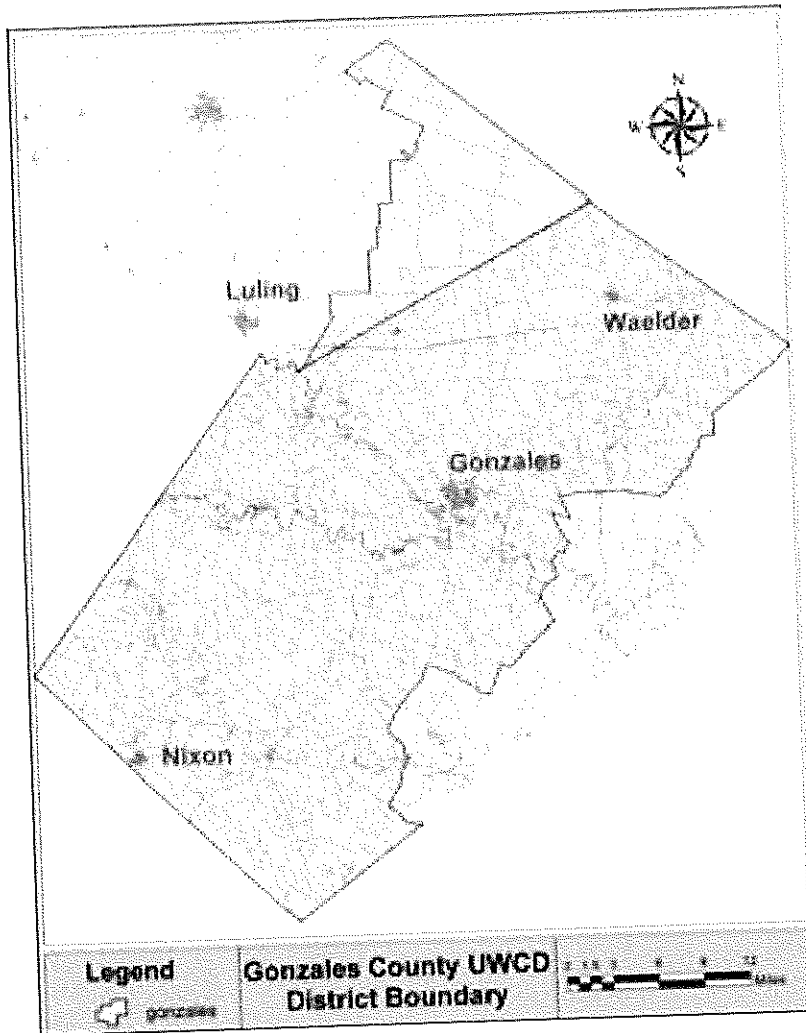 N
W E
S
Luling
Waelder
Gonzales
Nixon
Legend
gonzales
Gonzales County UWCD
District Boundary
Miles